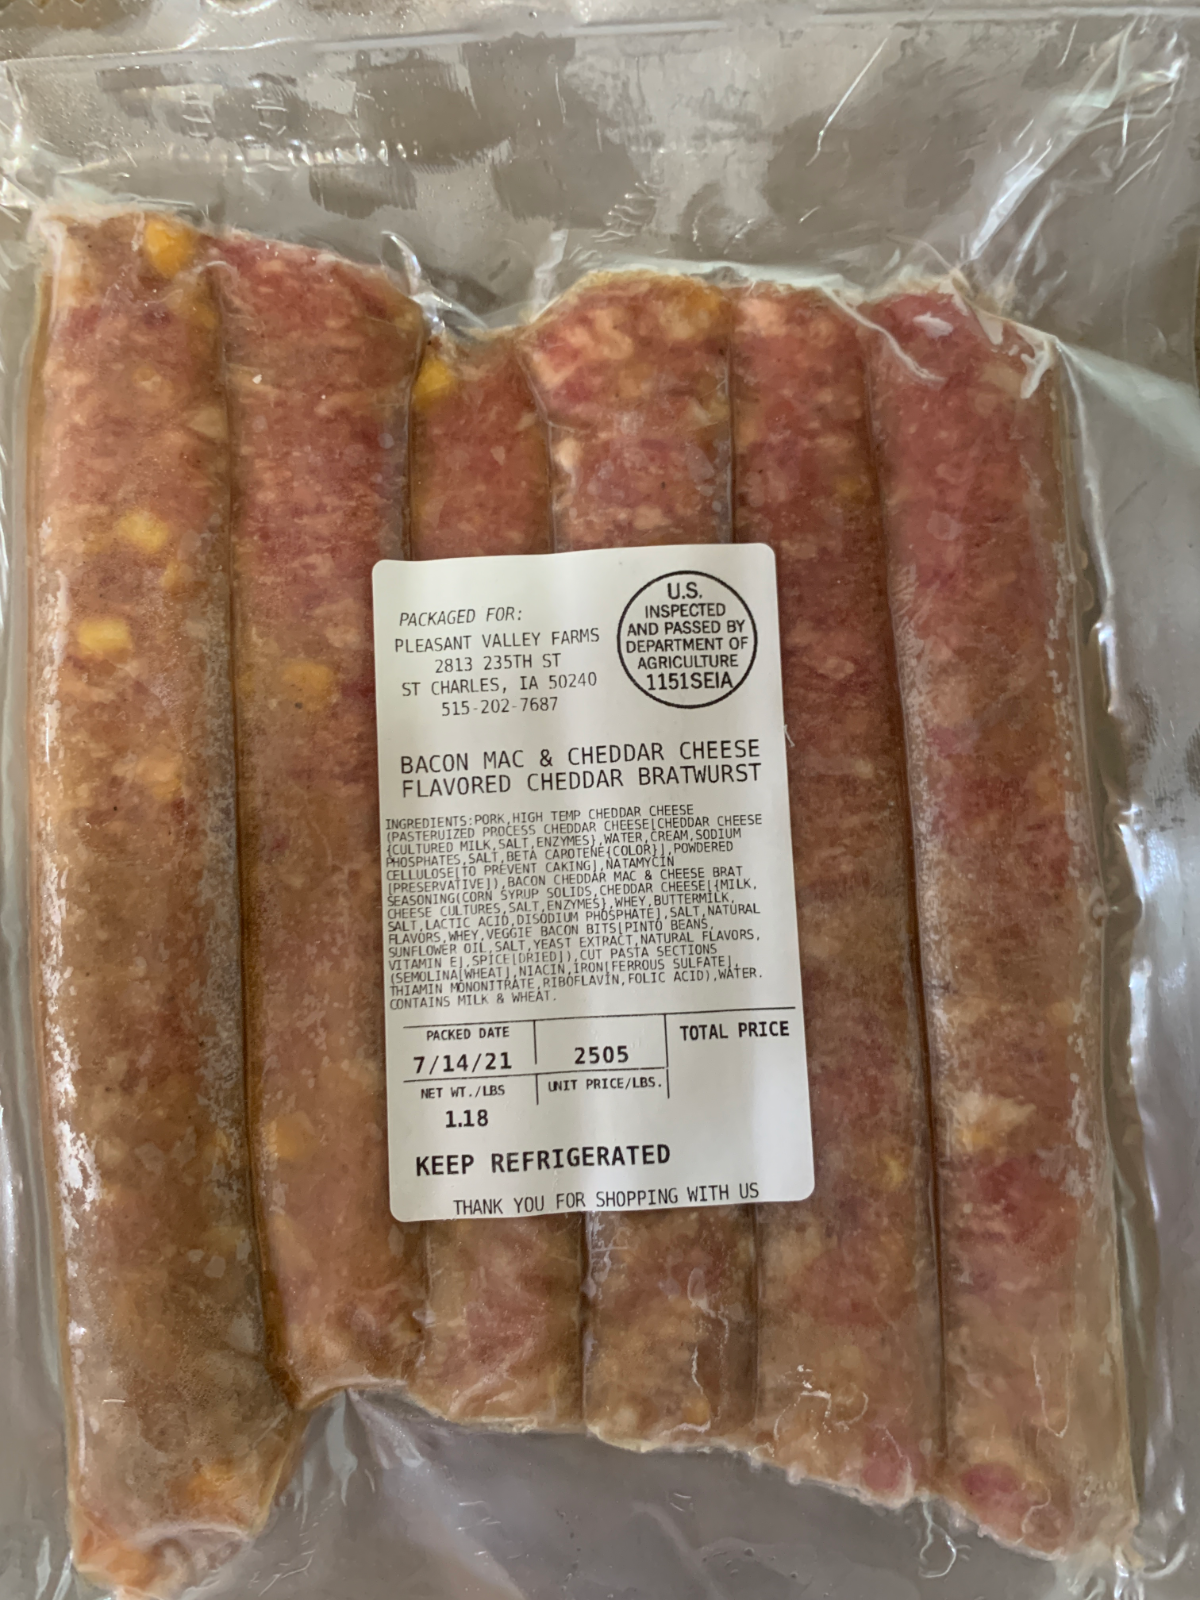 PACKAGED FOR:
PLEASANT VALLEY FARMS
2813 235TH ST
ST CHARLES, IA 50240
515-202-7687
U.S.
INSPECTED
AND PASSED BY
DEPARTMENT OF
AGRICULTURE
1151SEIA
BACON MAC & CHEDDAR CHEESE
FLAVORED CHEDDAR BRATWURST
INGREDIENTS:PORK,HIGH TEMP CHEDDAR CHEESE
(PASTERUIZED PROCESS CHEDDAR CHEESE[CHEDDAR CHEESE
{CULTURED MILK,SALT,ENZYMES},WATER,CREAM,SODIUM
PHOSPHATES,SALT,BETA CAROTENE{COLOR}],POWDERED
CELLULOSE[TO PREVENT CAKING],NATAMYCIN
[PRESERVATIVE]),BACON CHEDDAR MAC & CHEESE BRAT
SEASONING(CORN SYRUP SOLIDS,CHEDDAR CHEESE[{MILK,
CHEESE CULTURES,SALT,ENZYMES},WHEY,BUTTERMILK,
SALT,LACTIC ACID,DISODIUM PHOSPHATE],SALT,NATURAL
FLAVORS,WHEY,VEGGIE BACON BITS[PINTO BEANS,
SUNFLOWER OIL,SALT,YEAST EXTRACT,NATURAL FLAVORS,
VITAMIN E],SPICE[DRIED]),CUT PASTA SECTIONS
(SEMOLINA[WHEAT],NIACIN,IRON[FERROUS SULFATE],
THIAMIN MONONITRATE,RIBOFLAVIN,FOLIC ACID),WATER.
CONTAINS MILK & WHEAT.
PACKED DATE
7/14/21
2505
TOTAL PRICE
NET WT./LBS
UNIT PRICE/LBS.
1.18
KEEP REFRIGERATED
THANK YOU FOR SHOPPING WITH US